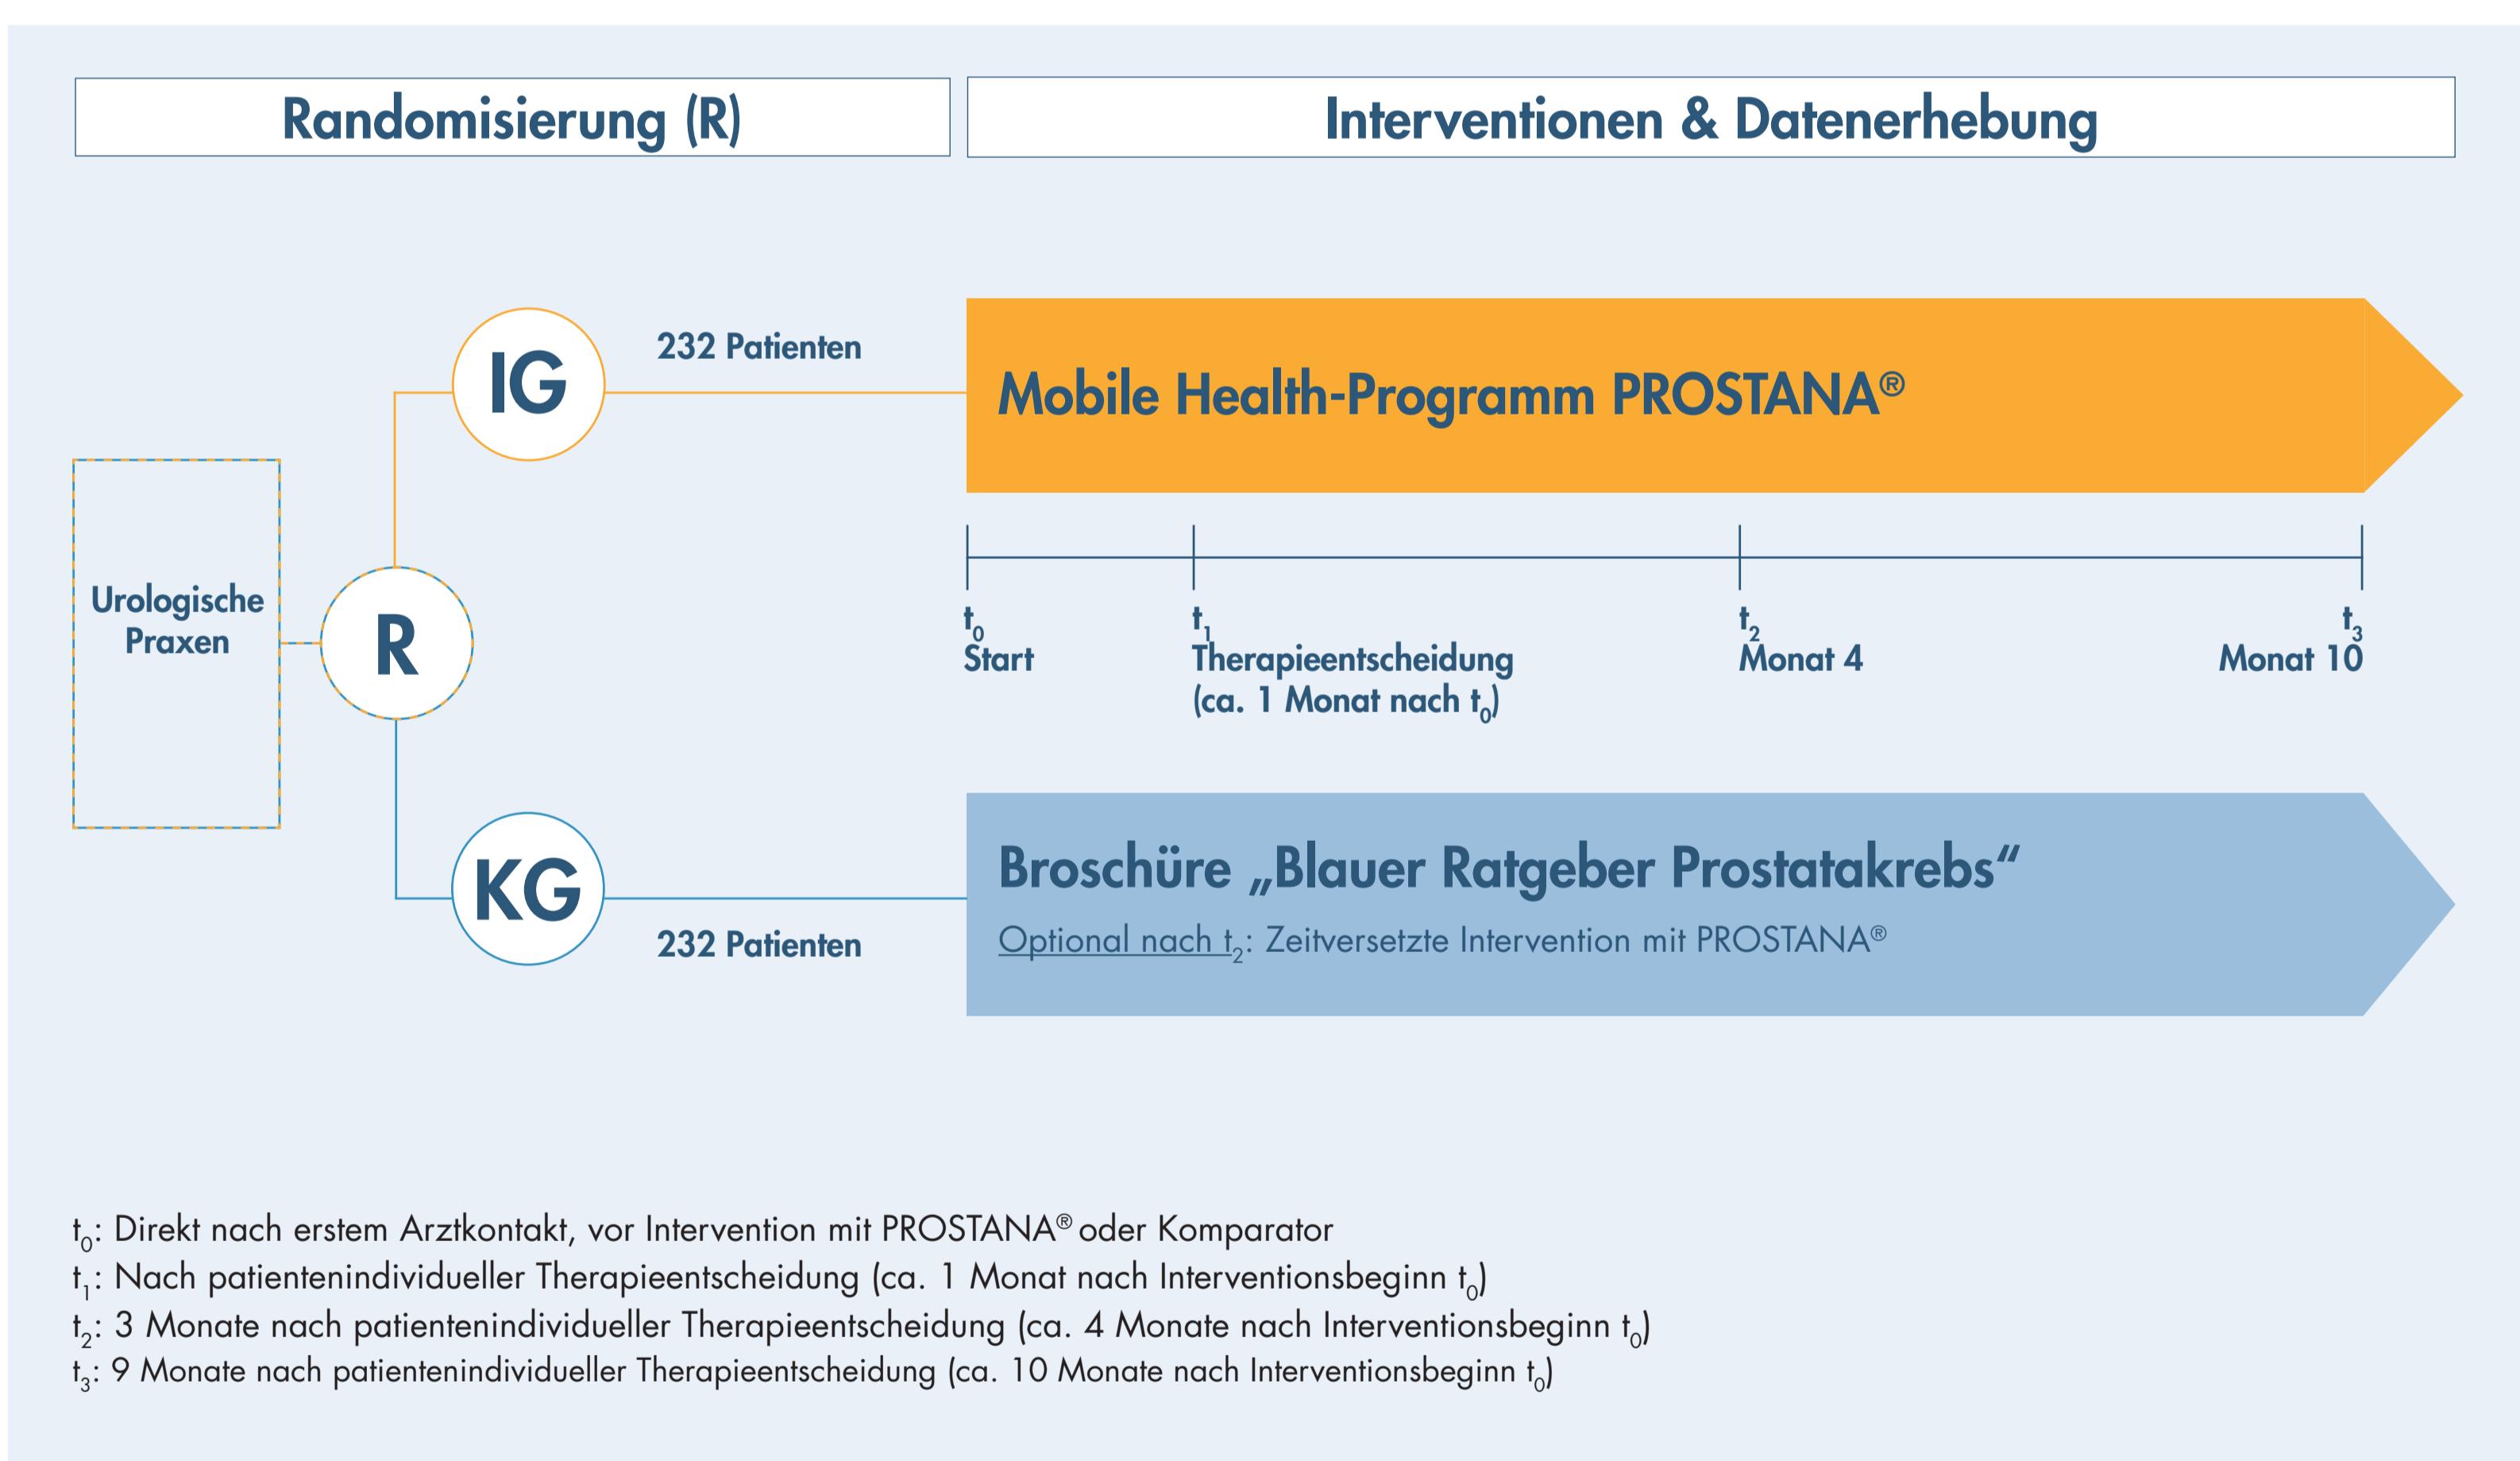 Randomisierung (R)
Interventionen & Datenerhebung
IG
232 Patienten
Mobile Health-Programm PROSTANA®
Urologische
Praxen
R
t₀
Start
t₁
Therapieentscheidung
(ca. 1 Monat nach t₀)
t₂
Monat 4
t₃
Monat 10
KG
232 Patienten
Broschüre „Blauer Ratgeber Prostatakrebs“
Optional nach t₂: Zeitversetzte Intervention mit PROSTANA®
t₀: Direkt nach erstem Arztkontakt, vor Intervention mit PROSTANA® oder Komparator
t₁: Nach patientenindividueller Therapieentscheidung (ca. 1 Monat nach Interventionsbeginn t₀)
t₂: 3 Monate nach patientenindividueller Therapieentscheidung (ca. 4 Monate nach Interventionsbeginn t₀)
t₃: 9 Monate nach patientenindividueller Therapieentscheidung (ca. 10 Monate nach Interventionsbeginn t₀)